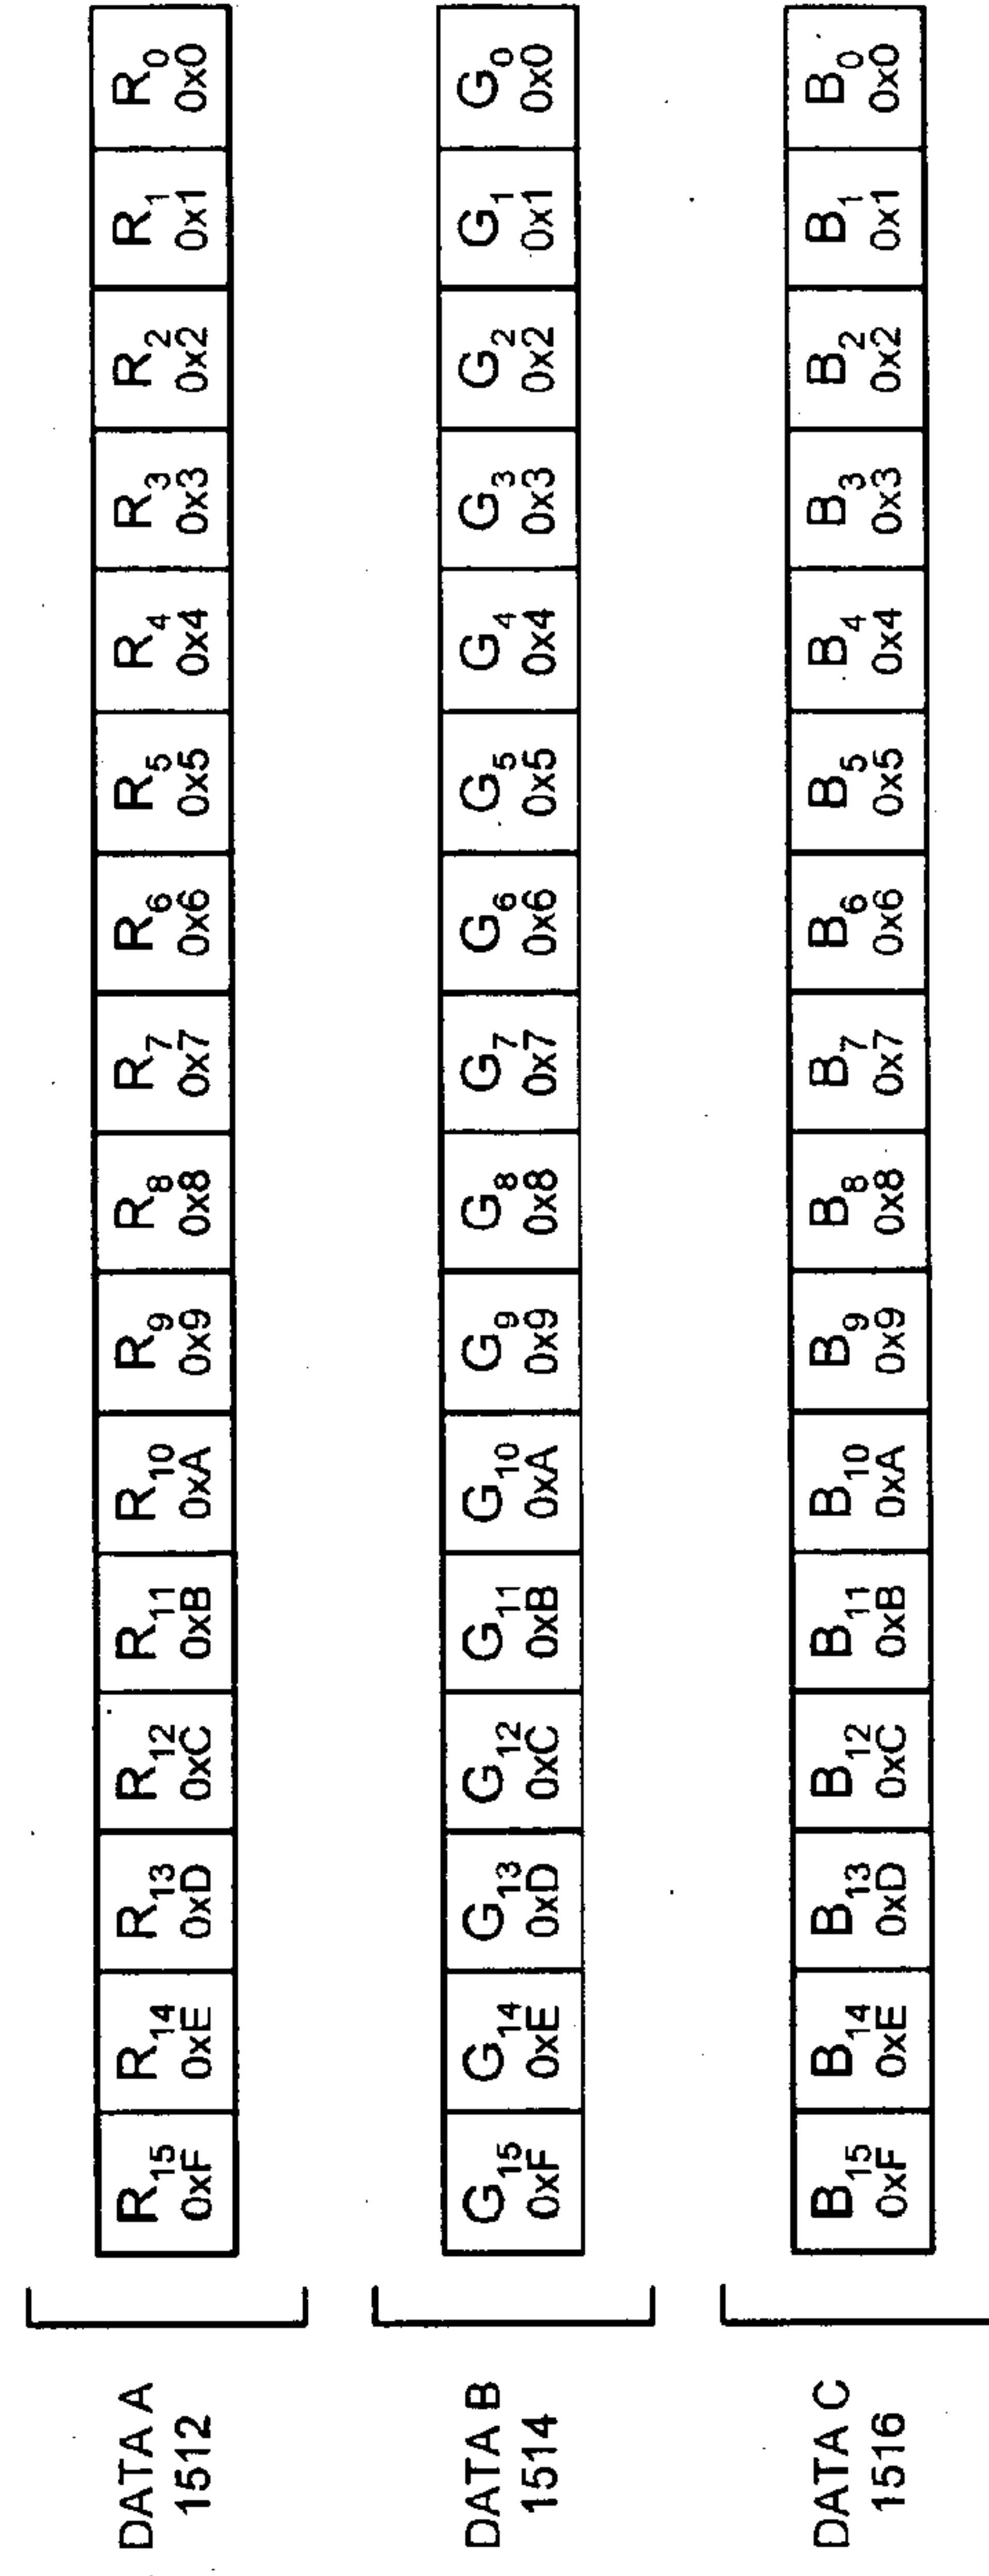 DATA A
1512
R15 R14 R13 R12 R11 R10 R9 R8 R7 R6 R5 R4 R3 R2 R1 R0
0xF 0xE 0xD 0xC 0xB 0xA 0x9 0x8 0x7 0x6 0x5 0x4 0x3 0x2 0x1 0x0
DATA B
1514
G15 G14 G13 G12 G11 G10 G9 G8 G7 G6 G5 G4 G3 G2 G1 G0
0xF 0xE 0xD 0xC 0xB 0xA 0x9 0x8 0x7 0x6 0x5 0x4 0x3 0x2 0x1 0x0
DATA C
1516
B15 B14 B13 B12 B11 B10 B9 B8 B7 B6 B5 B4 B3 B2 B1 B0
0xF 0xE 0xD 0xC 0xB 0xA 0x9 0x8 0x7 0x6 0x5 0x4 0x3 0x2 0x1 0x0